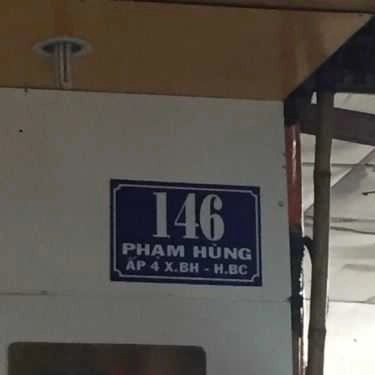 146
PHẠM HÙNG
ẤP 4 X.BH - H.BC